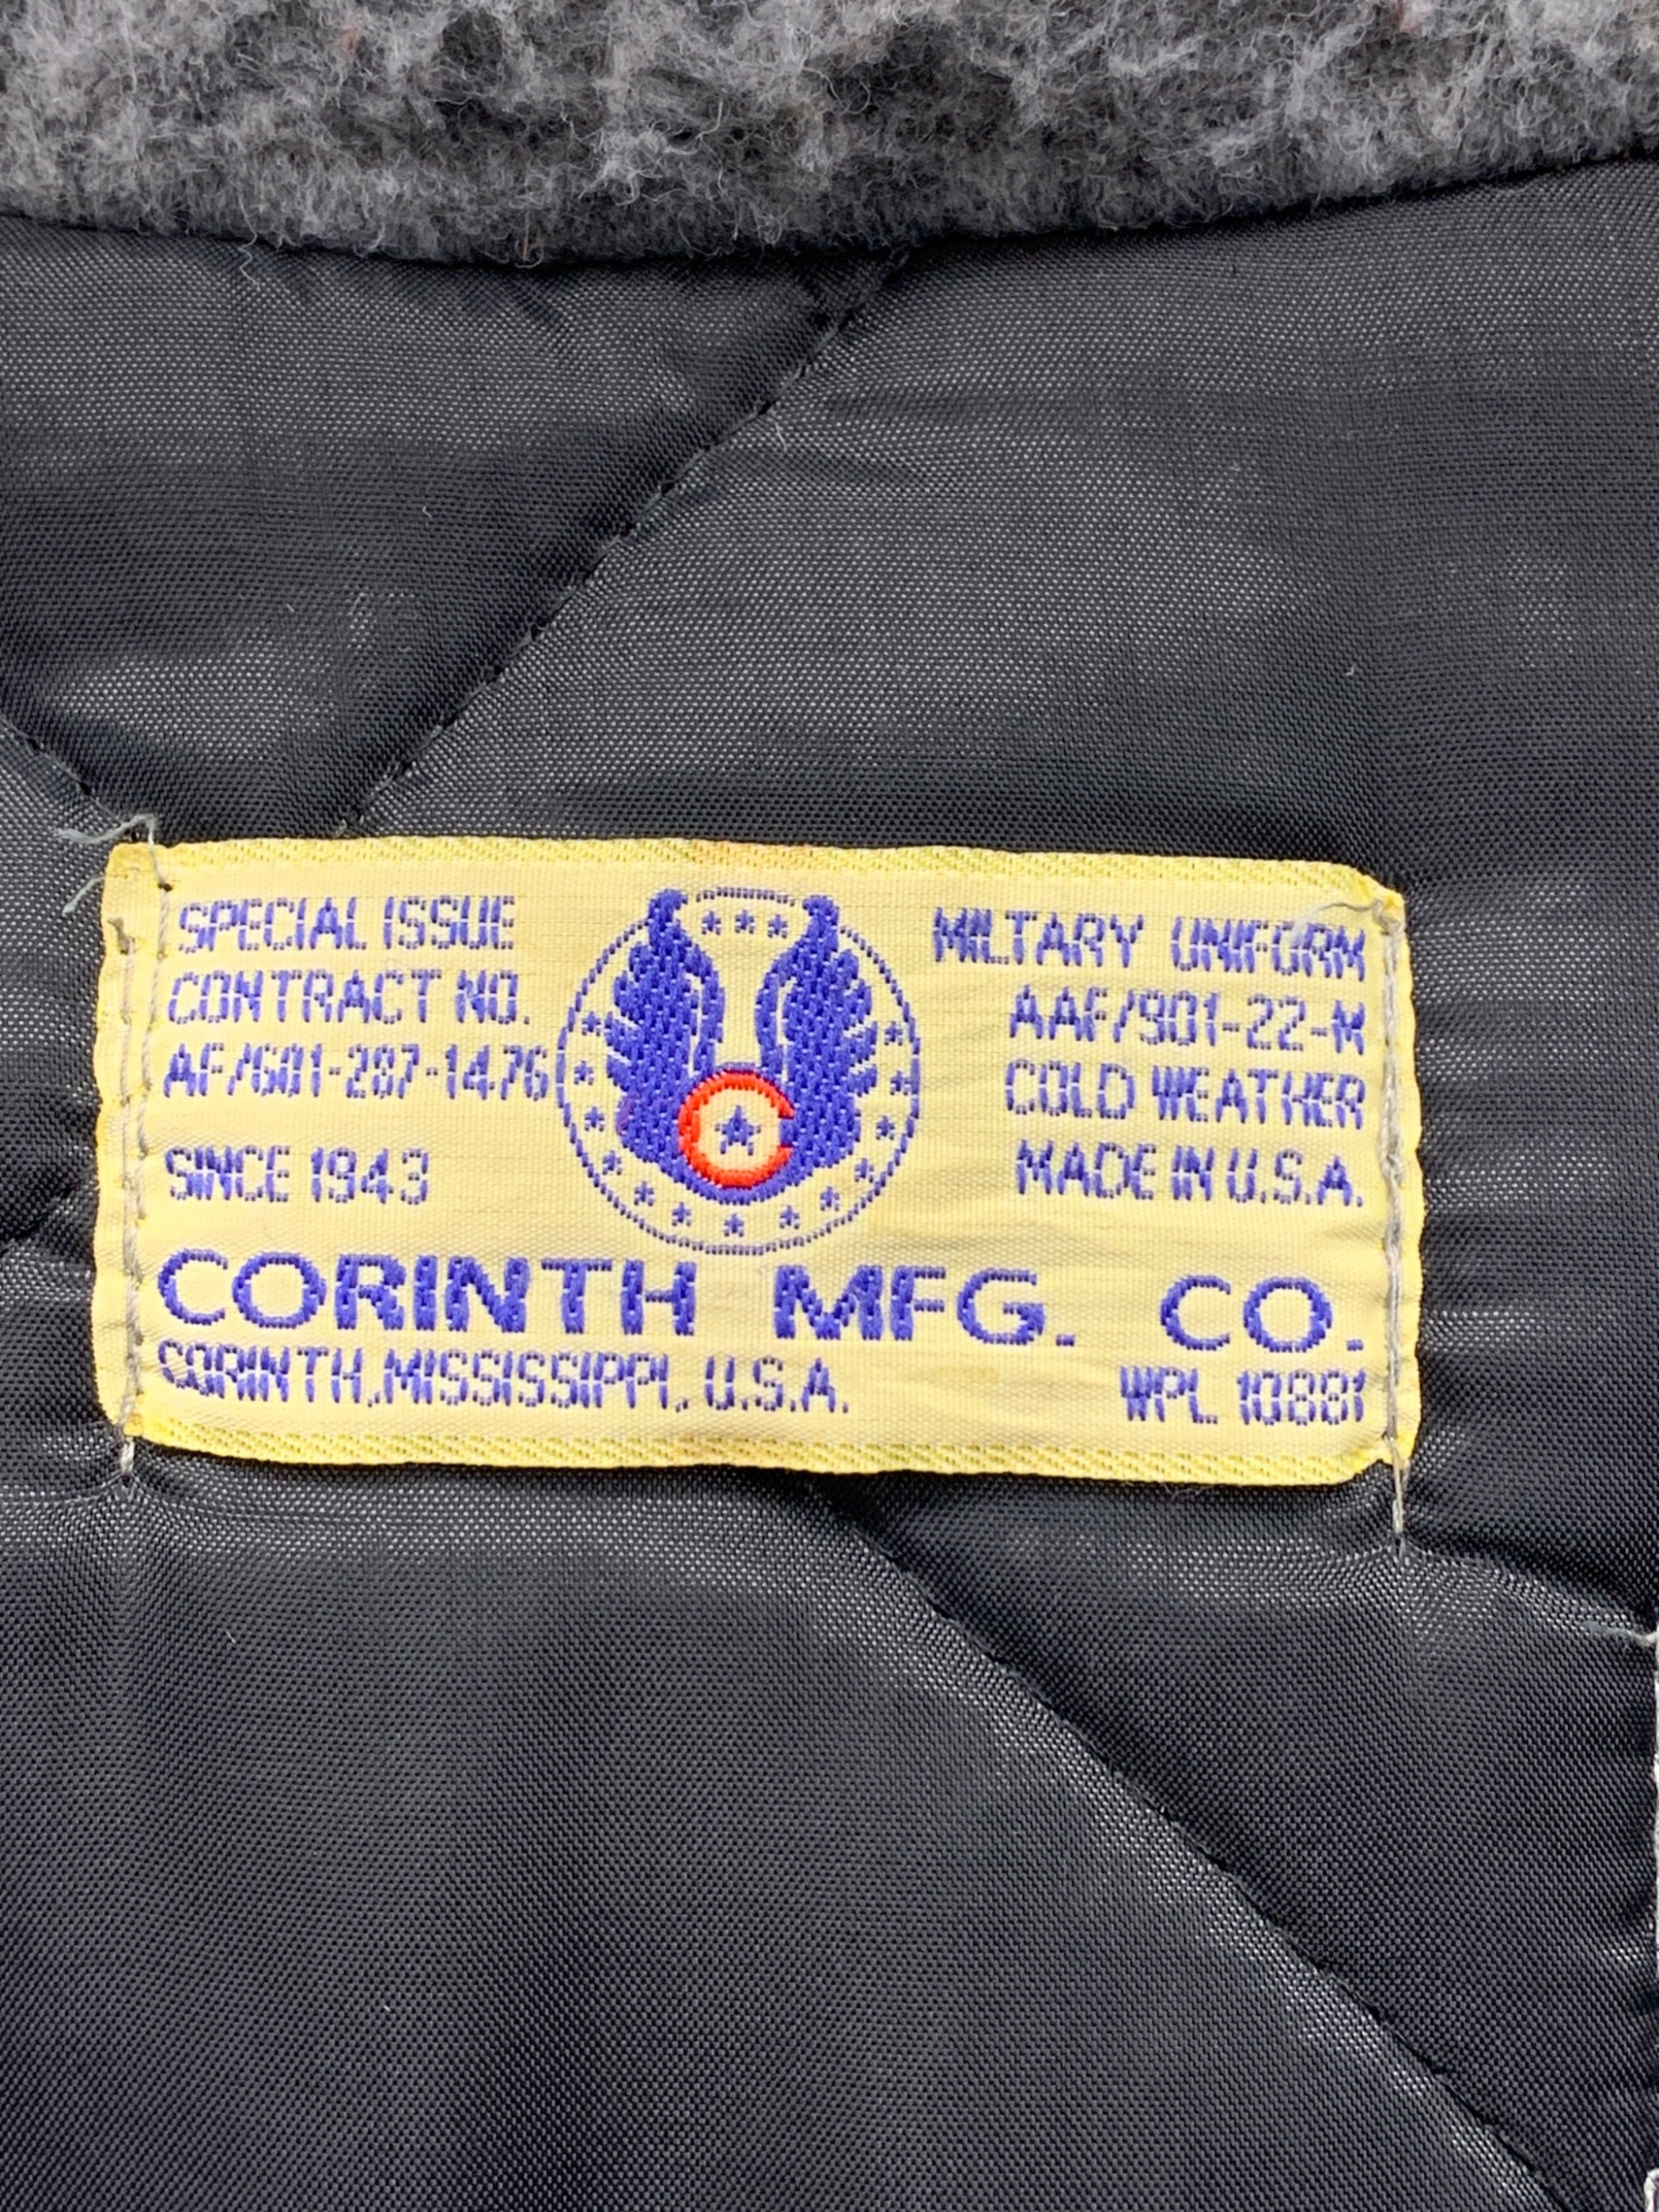 SPECIAL ISSUE
CONTRACT NO.
AF/601-287-1476
SINCE 1943
MILTARY UNIFORM
AAF/901-22-M
COLD WEATHER
MADE IN U.S.A.
CORINTH MFG. CO.
CORINTH,MISSISSIPPI, U.S.A.
WPL 10881